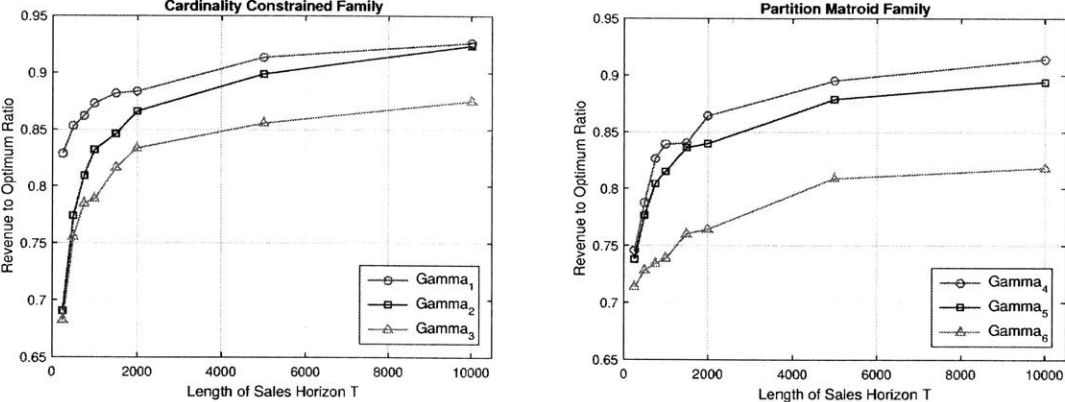 Cardinality Constrained Family
0.95
0.9
0.85
0.8
0.75
0.7
0.65
0
2000
4000
6000
8000
10000
Revenue to Optimum Ratio
Length of Sales Horizon T
Gamma₁
Gamma₂
Gamma₃
Partition Matroid Family
0.95
0.9
0.85
0.8
0.75
0.7
0.65
0
2000
4000
6000
8000
10000
Revenue to Optimum Ratio
Length of Sales Horizon T
Gamma₄
Gamma₅
Gamma₆